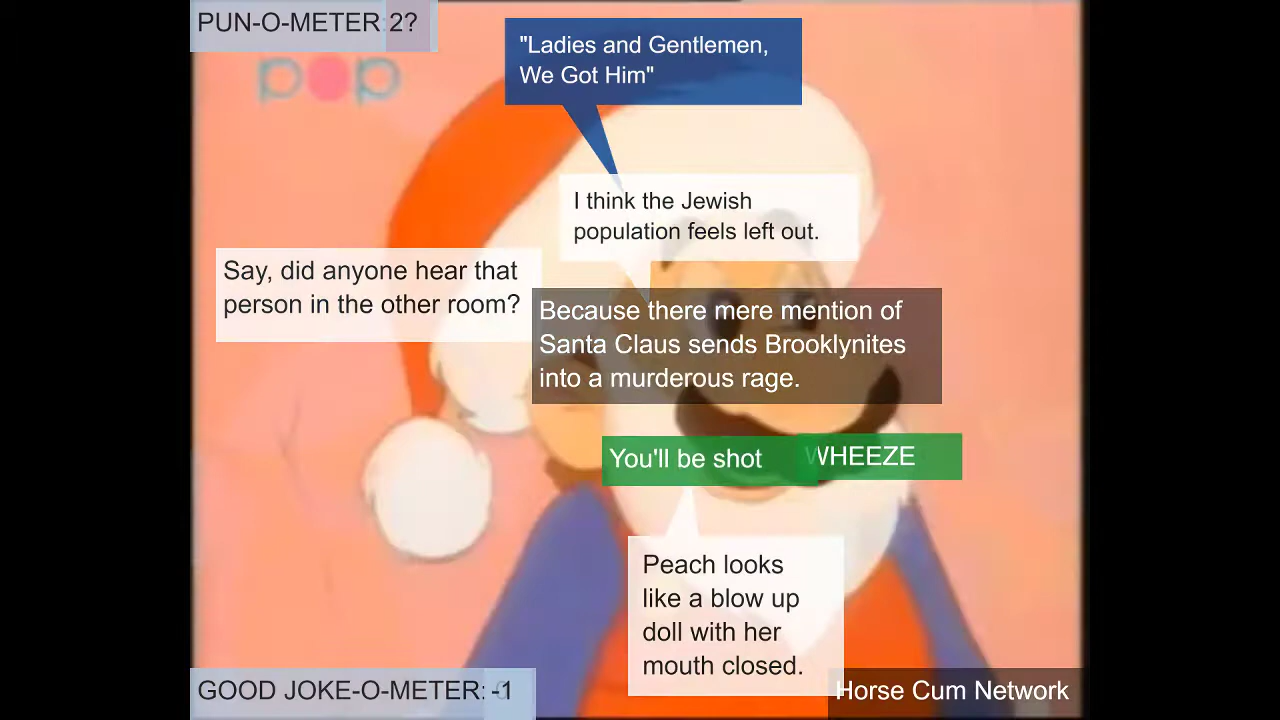 PUN-O-METER 2?
pop
"Ladies and Gentlemen,
We Got Him"
I think the Jewish
population feels left out.
Say, did anyone hear that
person in the other room?
Because there mere mention of
Santa Claus sends Brooklynites
into a murderous rage.
You'll be shot
WHEEZE
Peach looks
like a blow up
doll with her
mouth closed.
GOOD JOKE-O-METER: -1
Horse Cum Network